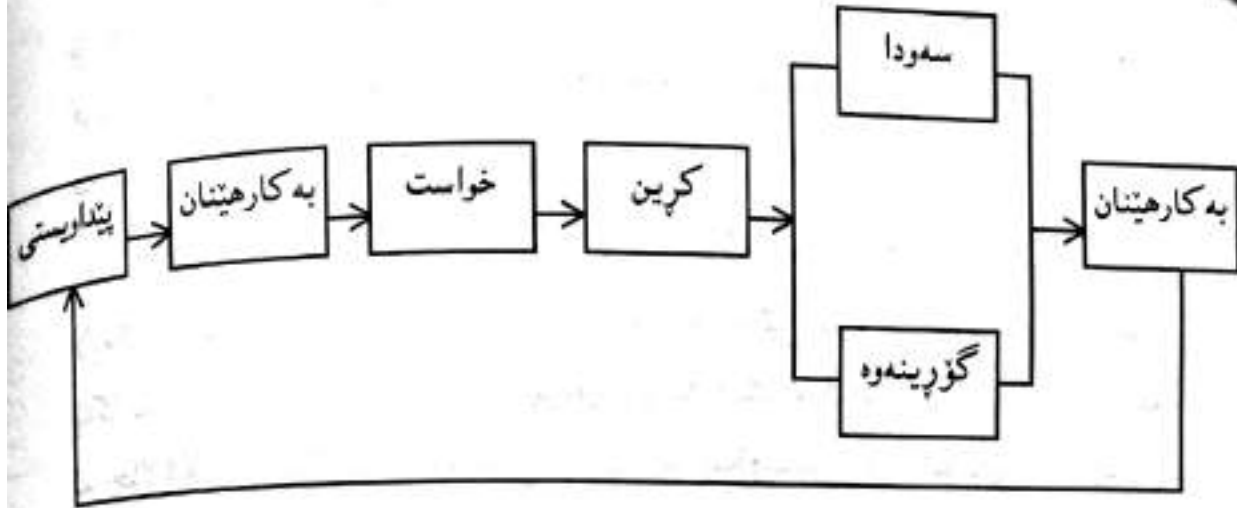 پێداویستی
بەکارهێنان
خواست
کڕین
سەودا
گۆڕینەوە
بەکارهێنان